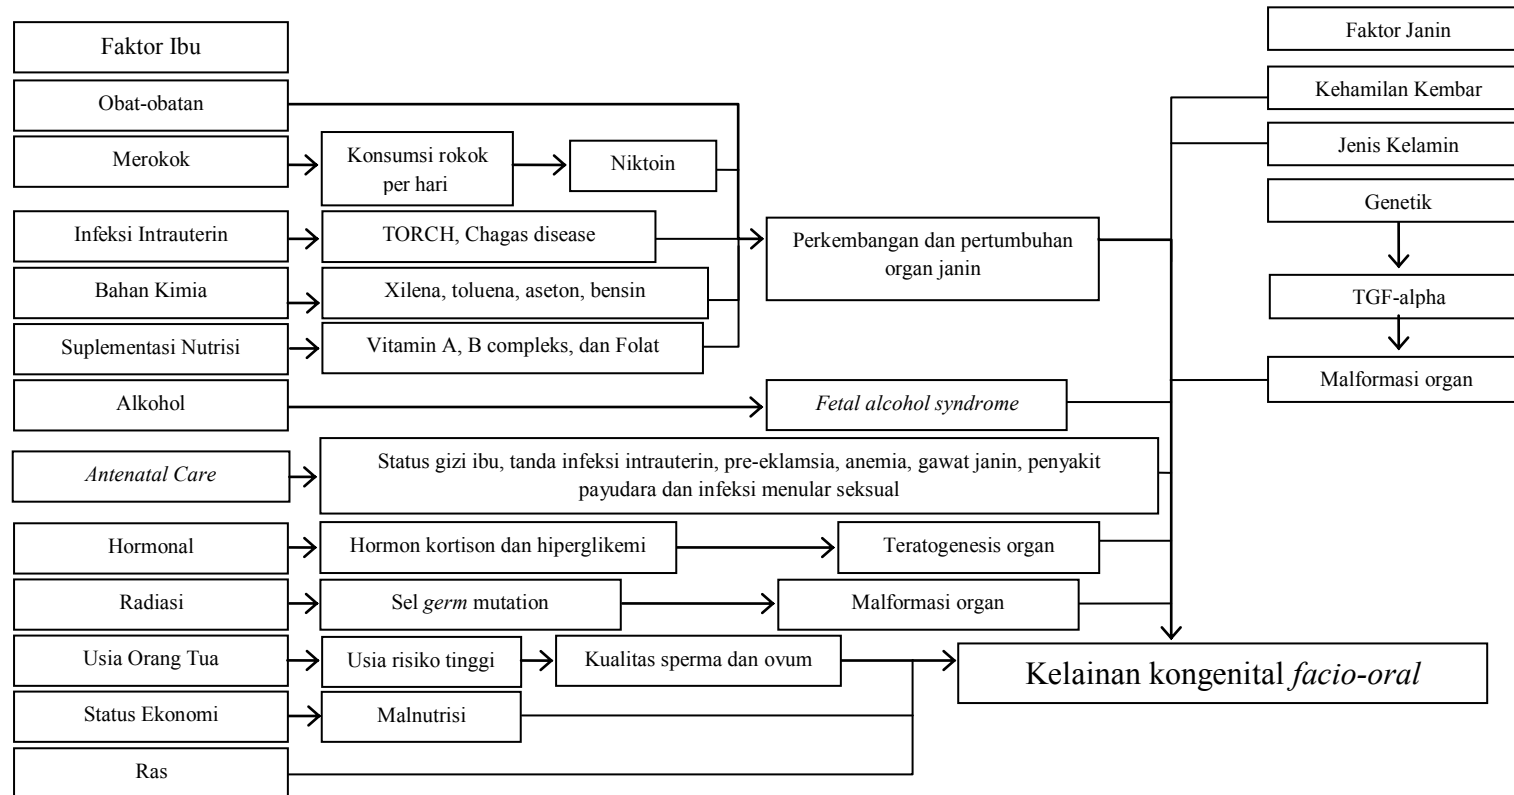 Faktor Ibu
Obat-obatan
Merokok
Konsumsi rokok
per hari
Niktoin
Infeksi Intrauterin
TORCH, Chagas disease
Bahan Kimia
Xilena, toluena, aseton, bensin
Suplementasi Nutrisi
Vitamin A, B compleks, dan Folat
Perkembangan dan pertumbuhan
organ janin
Alkohol
Fetal alcohol syndrome
Antenatal Care
Status gizi ibu, tanda infeksi intrauterin, pre-eklamsia, anemia, gawat janin, penyakit
payudara dan infeksi menular seksual
Hormonal
Hormon kortison dan hiperglikemi
Teratogenesis organ
Radiasi
Sel germ mutation
Malformasi organ
Usia Orang Tua
Usia risiko tinggi
Kualitas sperma dan ovum
Status Ekonomi
Malnutrisi
Ras
Faktor Janin
Kehamilan Kembar
Jenis Kelamin
Genetik
TGF-alpha
Malformasi organ
Kelainan kongenital facio-oral